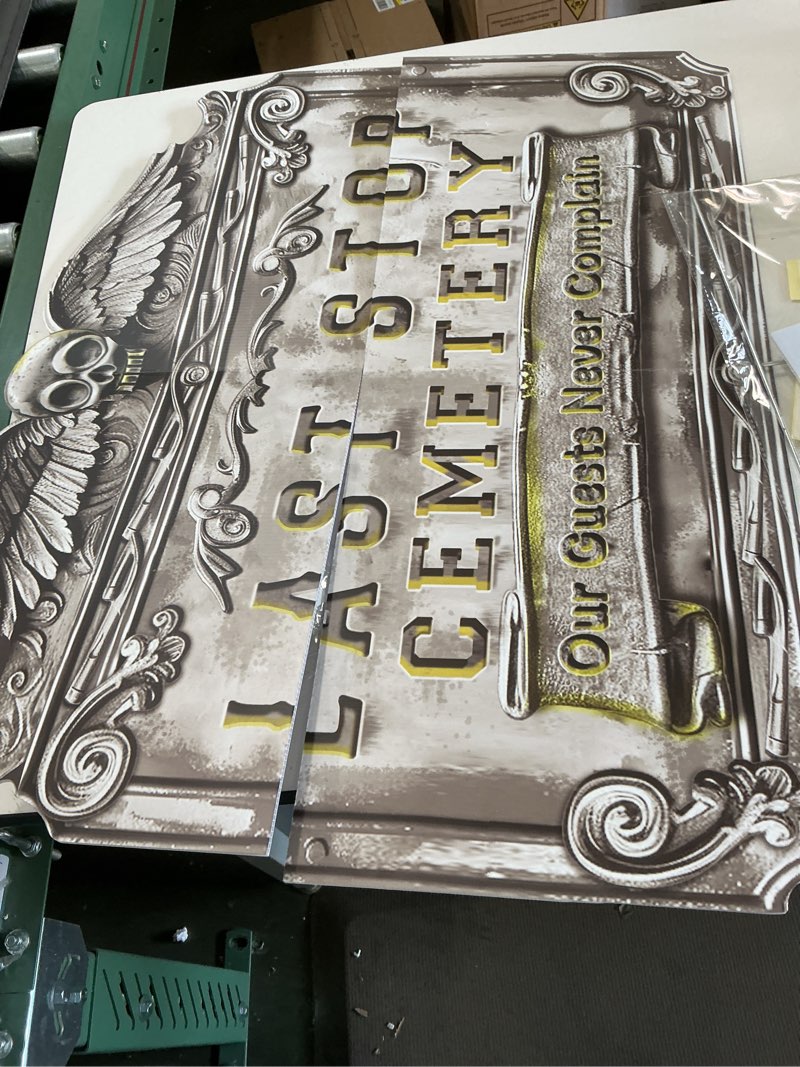 LAST STOP
CEMETERY
Our Guests Never Complain